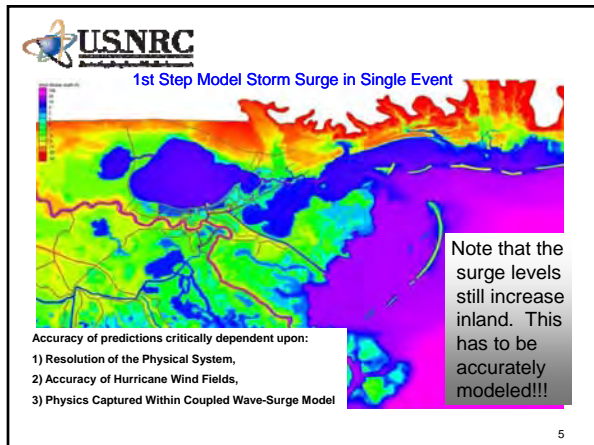 U.S.NRC
1st Step Model Storm Surge in Single Event
Note that the
surge levels
still increase
inland. This
has to be
accurately
modeled!!!
Accuracy of predictions critically dependent upon:
1) Resolution of the Physical System,
2) Accuracy of Hurricane Wind Fields,
3) Physics Captured Within Coupled Wave-Surge Model
5